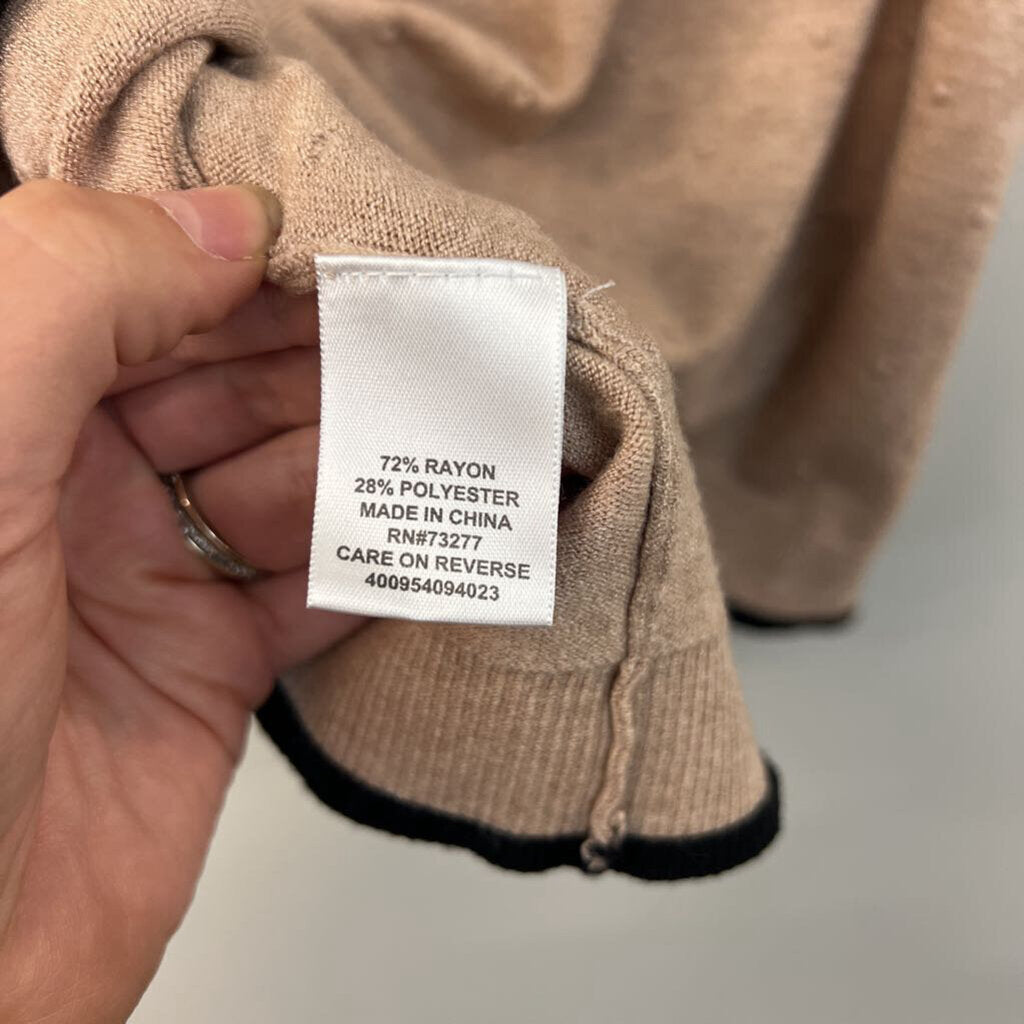 72% RAYON
28% POLYESTER
MADE IN CHINA
RN#73277
CARE ON REVERSE
400954094023